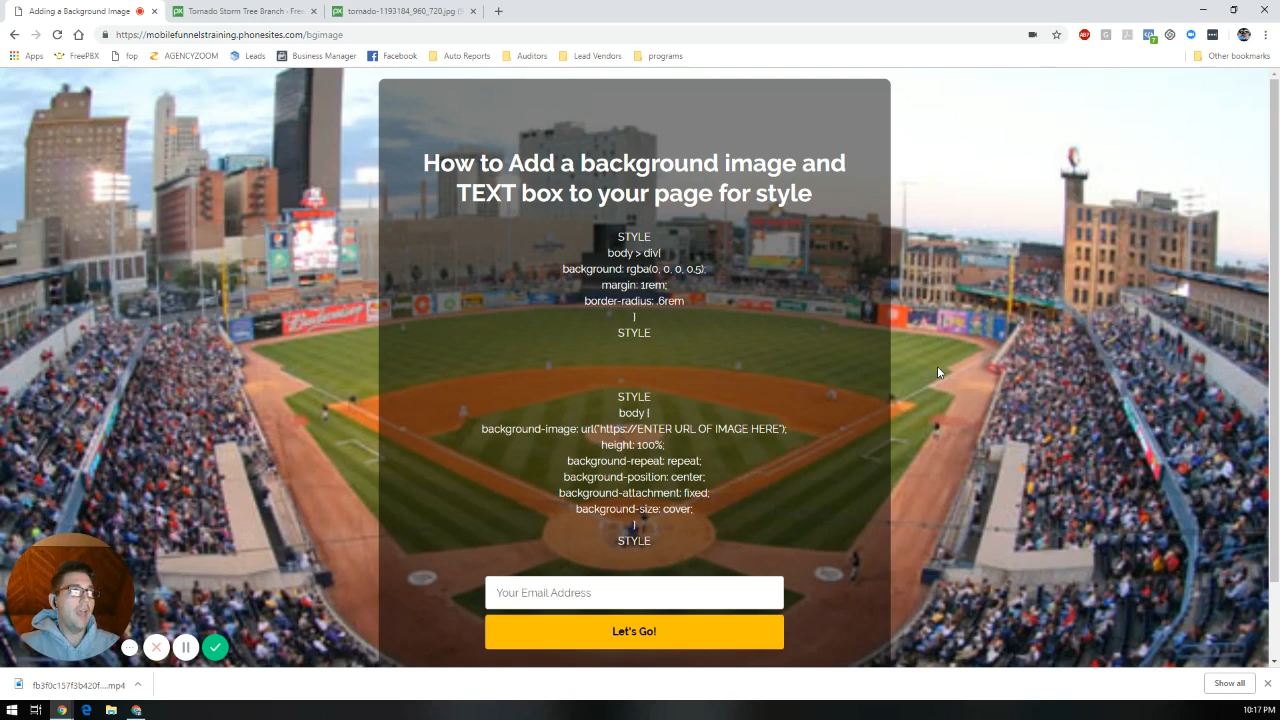 Adding a Background Image
Tornado Storm Tree Branch - Free
tornado-1193184_960_720.jpg
https://mobilefunnelstraining.phonesites.com/bgimage
Apps
FreePBX
fop
AGENCYZOOM
Leads
Business Manager
Facebook
Auto Reports
Auditors
Lead Vendors
programs
Other bookmarks
How to Add a background image and
TEXT box to your page for style
STYLE
body > div{
background: rgba(0, 0, 0, 0.5);
margin: 1rem;
border-radius: .6rem
}
STYLE
STYLE
body {
background-image: url("https://ENTER URL OF IMAGE HERE");
height: 100%;
background-repeat: repeat;
background-position: center;
background-attachment: fixed;
background-size: cover;
}
STYLE
Your Email Address
Let's Go!
Budweiser
fb3f0c157f3b420f....mp4
Show all
10:17 PM